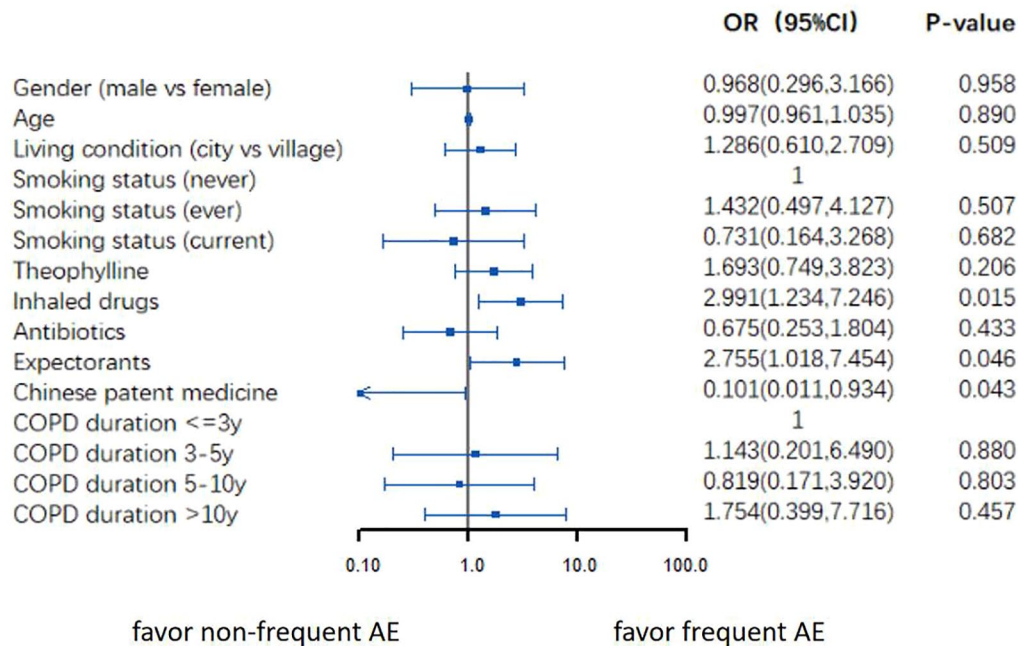 OR (95%CI) P-value
Gender (male vs female) 0.968(0.296,3.166) 0.958
Age 0.997(0.961,1.035) 0.890
Living condition (city vs village) 1.286(0.610,2.709) 0.509
Smoking status (never) 1
Smoking status (ever) 1.432(0.497,4.127) 0.507
Smoking status (current) 0.731(0.164,3.268) 0.682
Theophylline 1.693(0.749,3.823) 0.206
Inhaled drugs 2.991(1.234,7.246) 0.015
Antibiotics 0.675(0.253,1.804) 0.433
Expectorants 2.755(1.018,7.454) 0.046
Chinese patent medicine 0.101(0.011,0.934) 0.043
COPD duration <=3y 1
COPD duration 3-5y 1.143(0.201,6.490) 0.880
COPD duration 5-10y 0.819(0.171,3.920) 0.803
COPD duration >10y 1.754(0.399,7.716) 0.457
0.10 1.0 10.0 100.0
favor non-frequent AE favor frequent AE